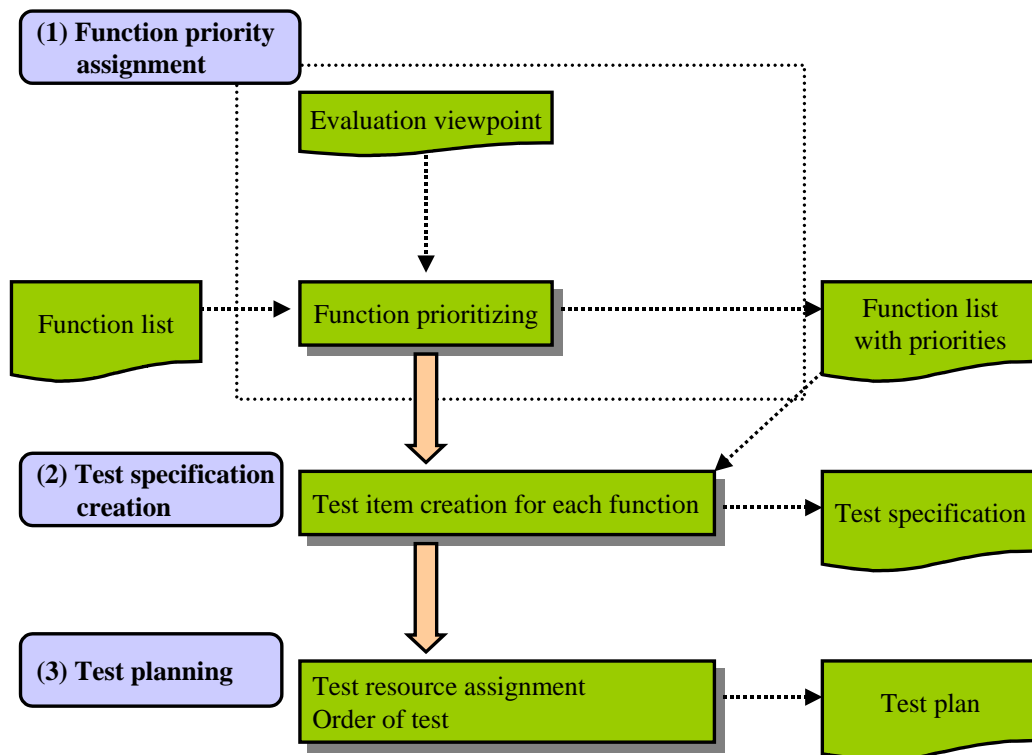 (1) Function priority
assignment
Evaluation viewpoint
Function list
Function prioritizing
Function list
with priorities
(2) Test specification
creation
Test item creation for each function
Test specification
(3) Test planning
Test resource assignment
Order of test
Test plan